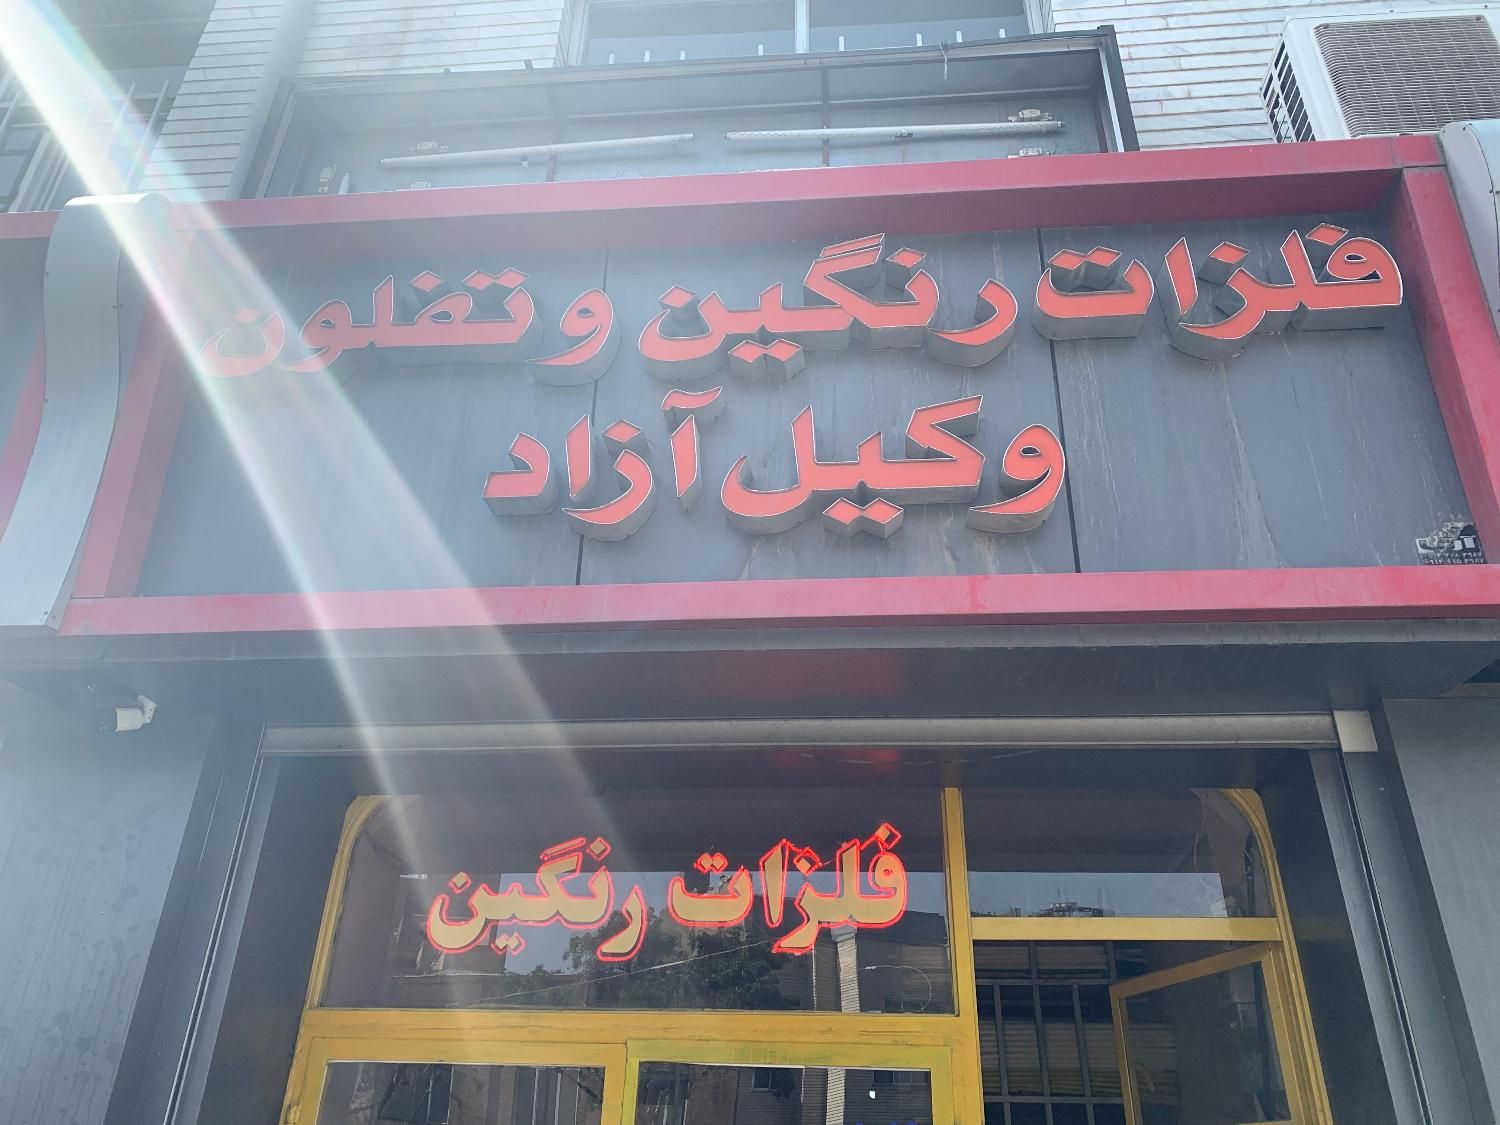 فلزات رنگین و تفلون
وکیل آزاد
فلزات رنگین